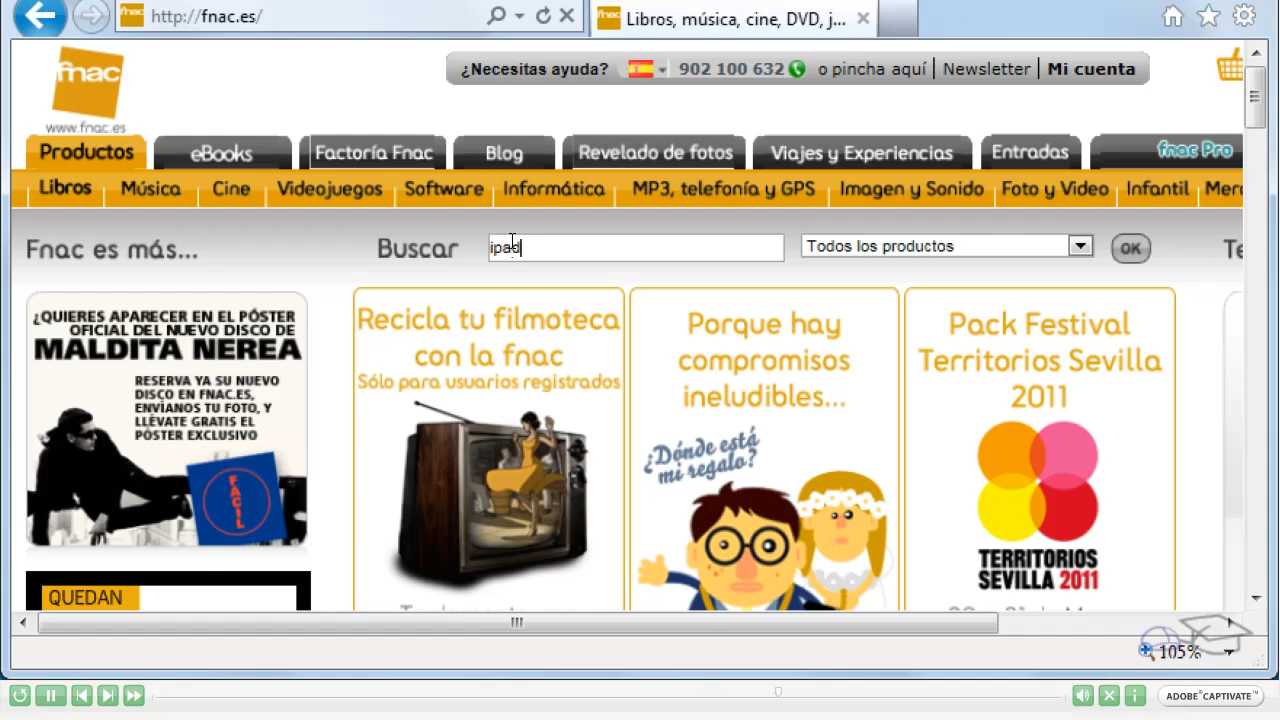 http://fnac.es/
Libros, música, cine, DVD, j...
fnac
www.fnac.es
¿Necesitas ayuda? 902 100 632 o pincha aquí Newsletter Mi cuenta
Productos eBooks Factoría Fnac Blog Revelado de fotos Viajes y Experiencias Entradas fnac Pro
Libros Música Cine Videojuegos Software Informática MP3, telefonía y GPS Imagen y Sonido Foto y Video Infantil
Fnac es más... Buscar ipad Todos los productos OK
¿QUIERES APARECER EN EL PÓSTER
OFICIAL DEL NUEVO DISCO DE
MALDITA NEREA
RESERVA YA SU NUEVO
DISCO EN FNAC.ES,
ENVÍANOS TU FOTO, Y
LLÉVATE GRATIS EL
PÓSTER EXCLUSIVO
FACIL
QUEDAN
Recicla tu filmoteca
con la fnac
Sólo para usuarios registrados
Porque hay
compromisos
ineludibles...
¿Dónde está
mi regalo?
Pack Festival
Territorios Sevilla
2011
TERRITORIOS
SEVILLA 2011
105%
ADOBE® CAPTIVATE™